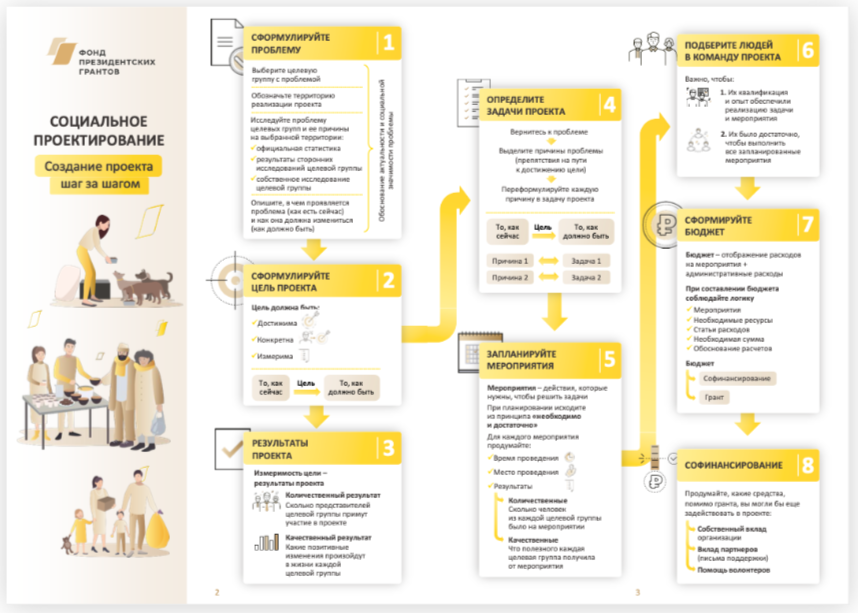 ФОНД
ПРЕЗИДЕНТСКИХ
ГРАНТОВ
СОЦИАЛЬНОЕ
ПРОЕКТИРОВАНИЕ
Создание проекта
шаг за шагом
СФОРМУЛИРУЙТЕ
ПРОБЛЕМУ
1
Выберите целевую
группу с проблемой
Обозначьте территорию
реализации проекта
Исследуйте проблему
целевых групп и ее причины
на выбранной территории:
официальная статистика
результаты сторонних
исследований целевой группы
собственное исследование
целевой группы
Опишите, в чем проявляется
проблема (как есть сейчас)
и как она должна измениться
(как должно быть)
Обоснование актуальности и социальной
значимости проблемы
СФОРМУЛИРУЙТЕ
ЦЕЛЬ ПРОЕКТА
2
Цель должна быть:
Достижима
Конкретна
Измерима
То, как
сейчас
Цель
То, как
должно быть
РЕЗУЛЬТАТЫ
ПРОЕКТА
3
Измеримость цели –
результаты проекта
Количественный результат
Сколько представителей
целевой группы примут
участие в проекте
Качественный результат
Какие позитивные
изменения произойдут
в жизни каждой
целевой группы
2
ОПРЕДЕЛИТЕ
ЗАДАЧИ ПРОЕКТА
4
Вернитесь к проблеме
Выделите причины проблемы
(препятствия на пути
к достижению цели)
Переформулируйте каждую
причину в задачу проекта
То, как
сейчас
Цель
То, как
должно быть
Причина 1
Задача 1
Причина 2
Задача 2
ЗАПЛАНИРУЙТЕ
МЕРОПРИЯТИЯ
5
Мероприятия – действия, которые
нужны, чтобы решить задачи
При планировании исходите
из принципа «необходимо
и достаточно»
Для каждого мероприятия
продумайте:
Время проведения
Место проведения
Результаты
Количественные
Сколько человек
из каждой целевой группы
было на мероприятии
Качественные
Что полезного каждая
целевая группа получила
от мероприятия
ПОДБЕРИТЕ ЛЮДЕЙ
В КОМАНДУ ПРОЕКТА
6
Важно, чтобы:
1. Их квалификация
и опыт обеспечили
реализацию задачи
и мероприятия
2. Их было достаточно,
чтобы выполнить
все запланированные
мероприятия
СФОРМИРУЙТЕ
БЮДЖЕТ
7
Бюджет – отображение расходов
на мероприятия +
административные расходы
При составлении бюджета
соблюдайте логику
Мероприятия
Необходимые ресурсы
Статьи расходов
Необходимая сумма
Обоснование расчетов
Бюджет
Софинансирование
Грант
СОФИНАНСИРОВАНИЕ
8
Продумайте, какие средства,
помимо гранта, вы могли бы еще
задействовать в проекте:
Собственный вклад
организации
Вклад партнеров
(письма поддержки)
Помощь волонтеров
3